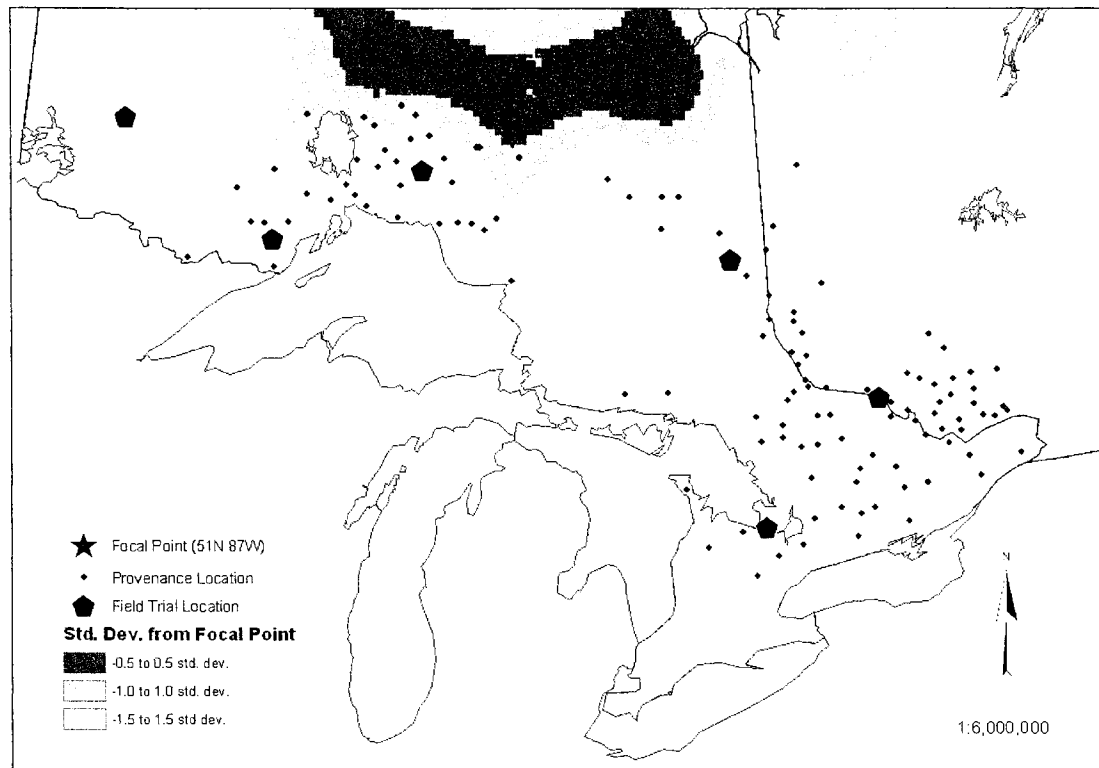 Focal Point (51N 87W)
Provenance Location
Field Trial Location
Std. Dev. from Focal Point
-0.5 to 0.5 std. dev.
-1.0 to 1.0 std. dev.
-1.5 to 1.5 std dev.
N
1:6,000,000